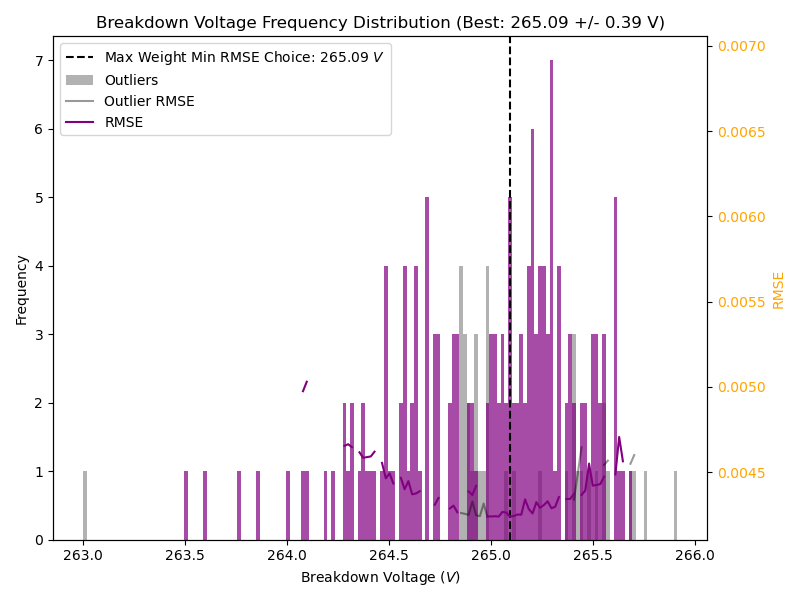 Breakdown Voltage Frequency Distribution (Best: 265.09 +/- 0.39 V)
Max Weight Min RMSE Choice: 265.09 V
Outliers
Outlier RMSE
RMSE
7
6
5
4
3
2
1
0
Frequency
0.0070
0.0065
0.0060
0.0055
0.0050
0.0045
RMSE
263.0 263.5 264.0 264.5 265.0 265.5 266.0
Breakdown Voltage (V)